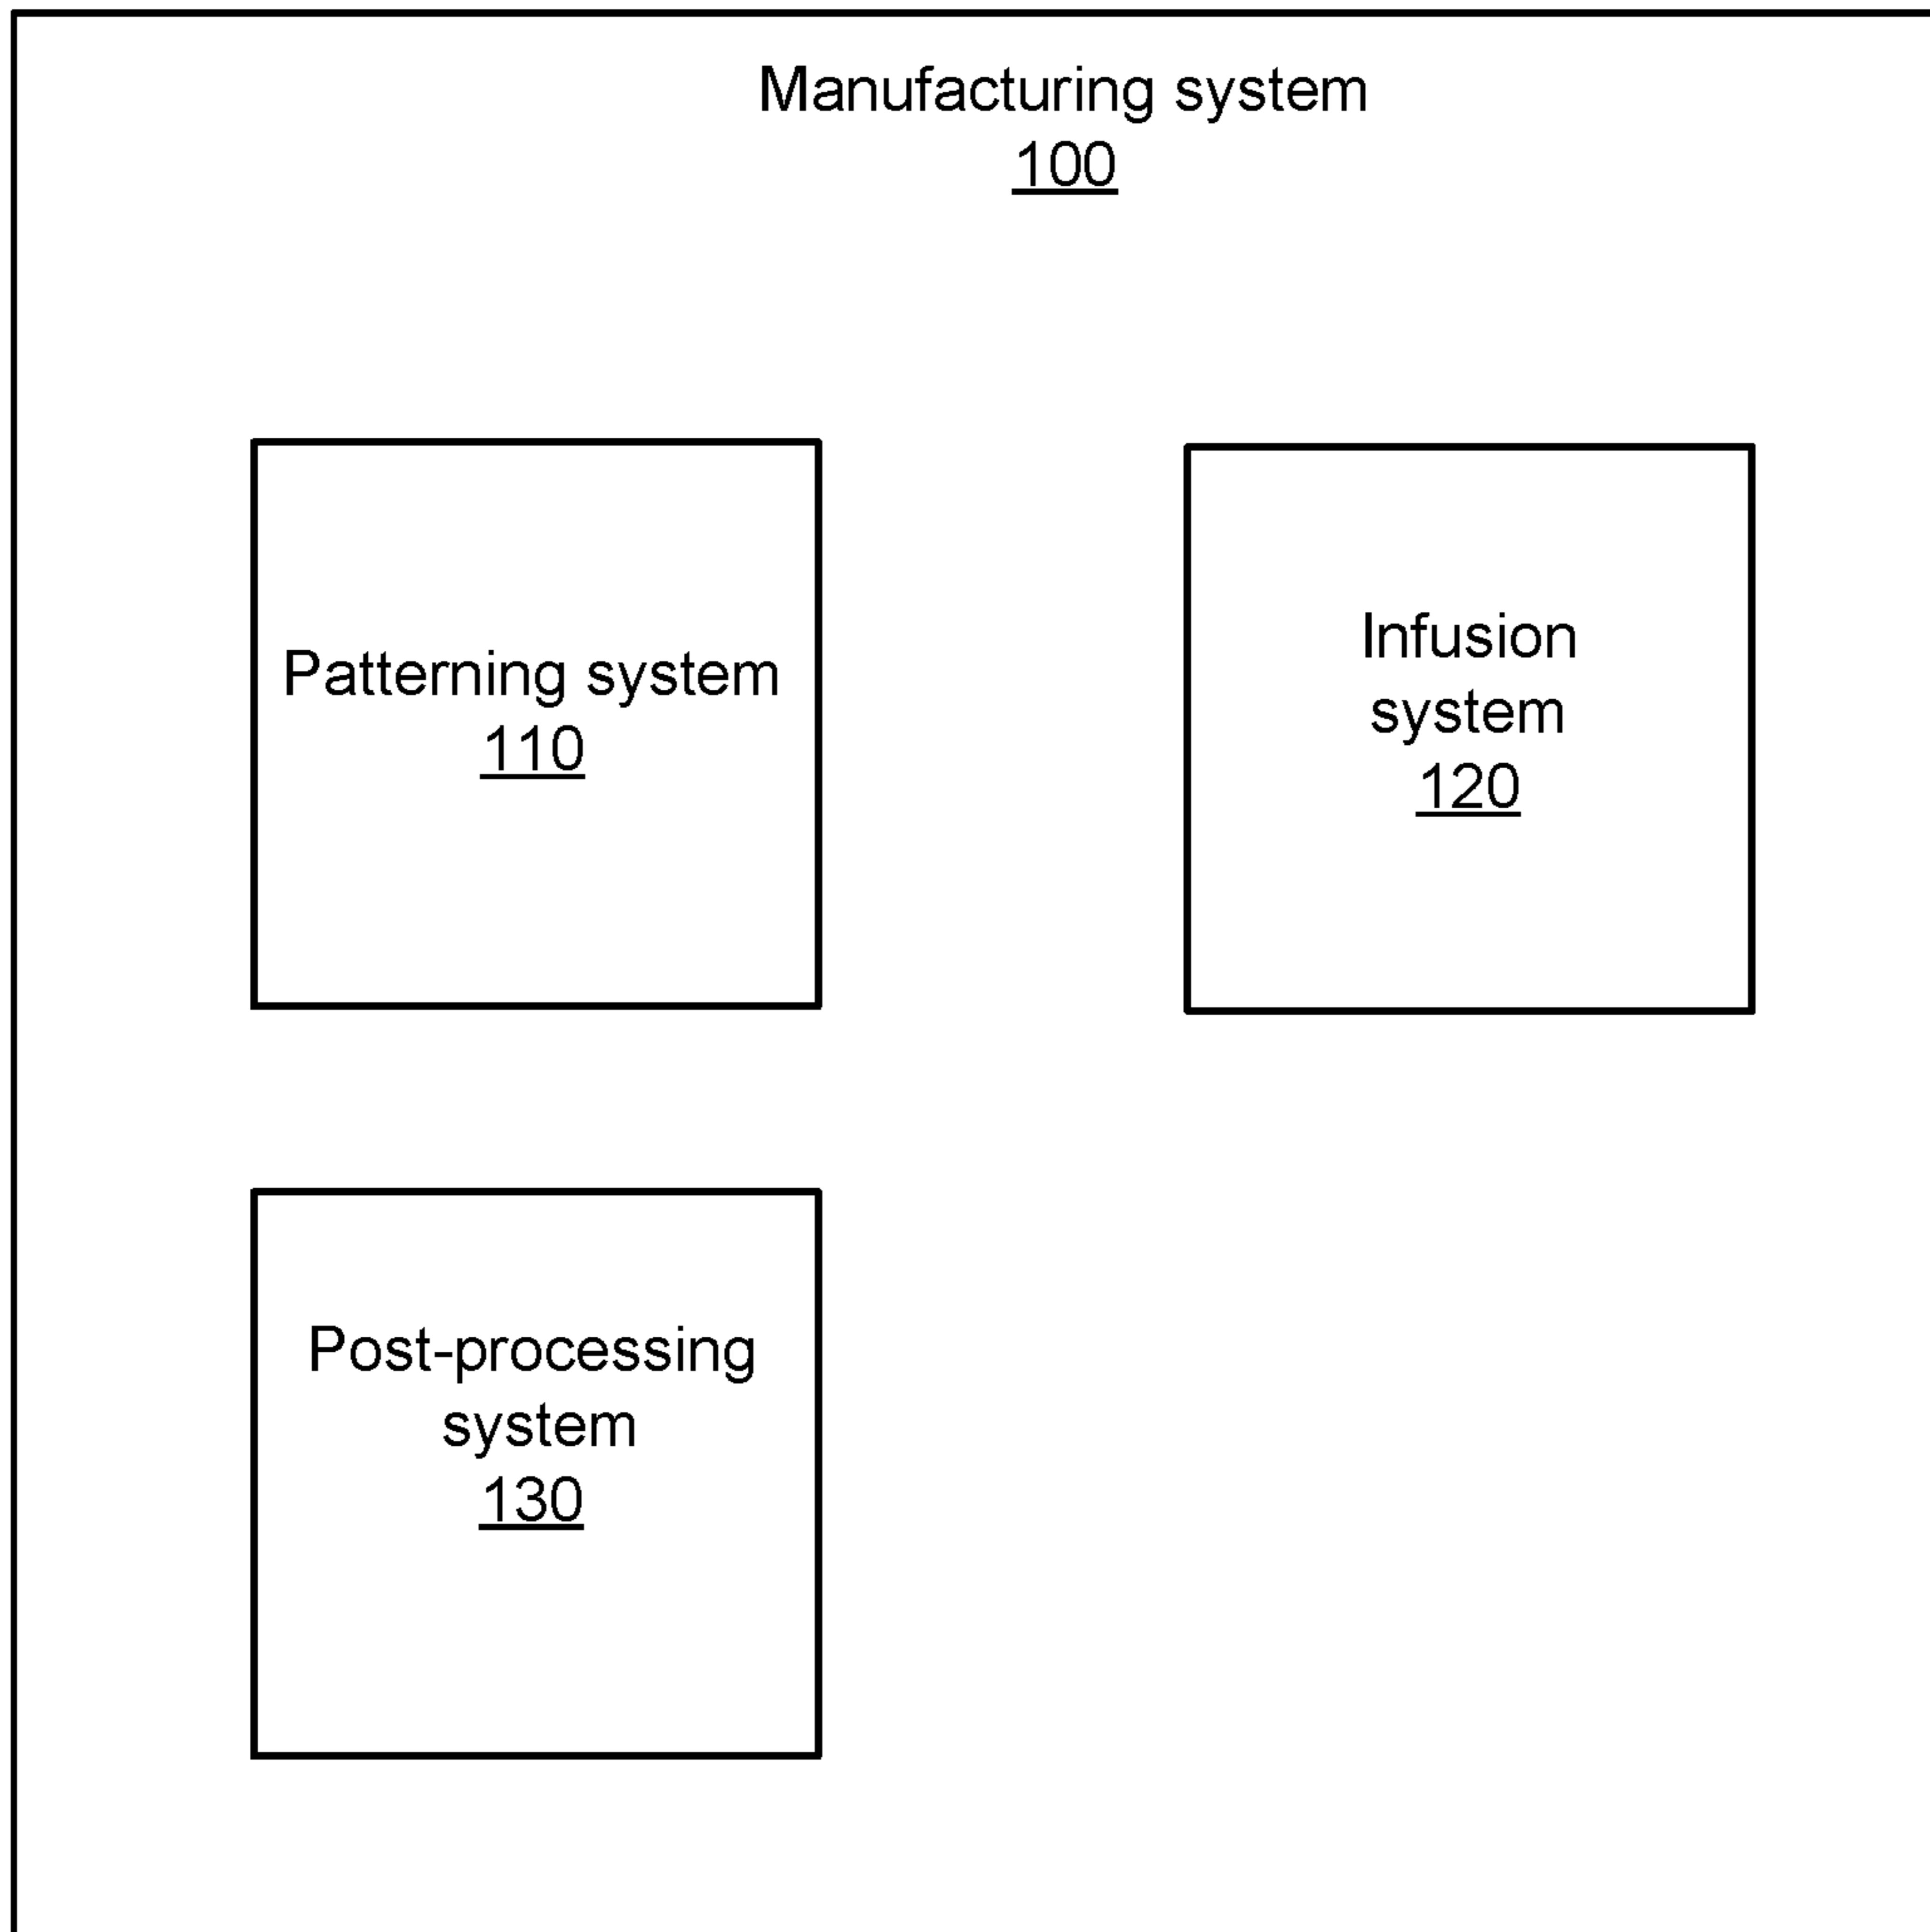 Manufacturing system
100
Patterning system
110
Infusion
system
120
Post-processing
system
130